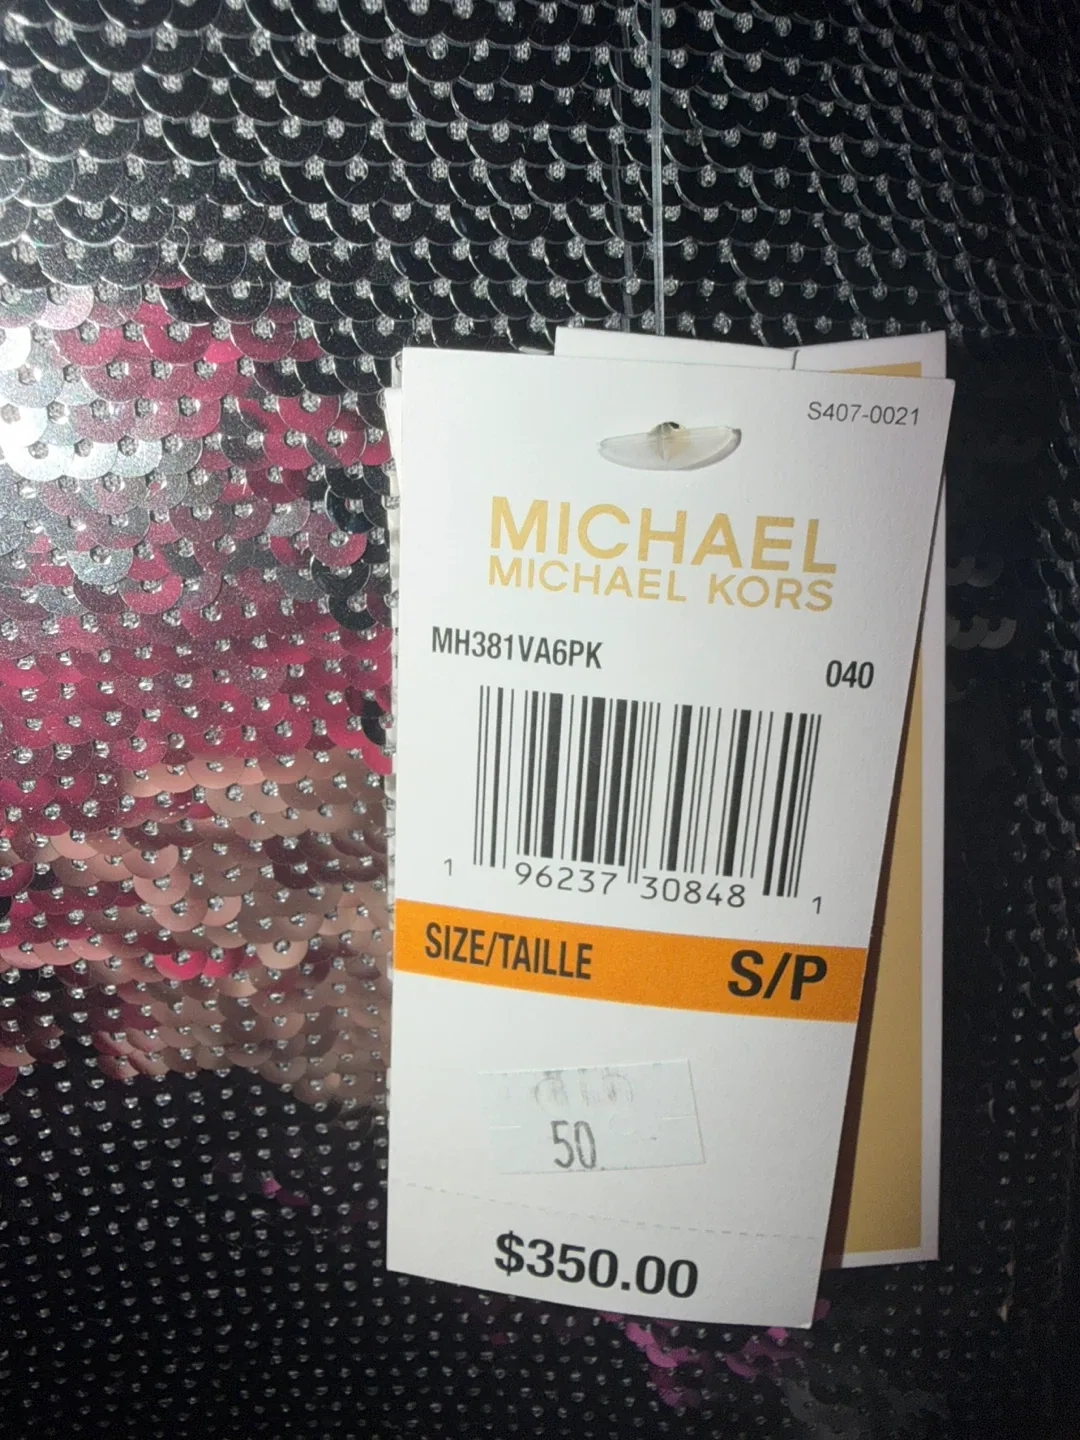 S407-0021
MICHAEL
MICHAEL KORS
MH381VA6PK
040
1 96237 30848 1
SIZE/TAILLE S/P
50.
$350.00